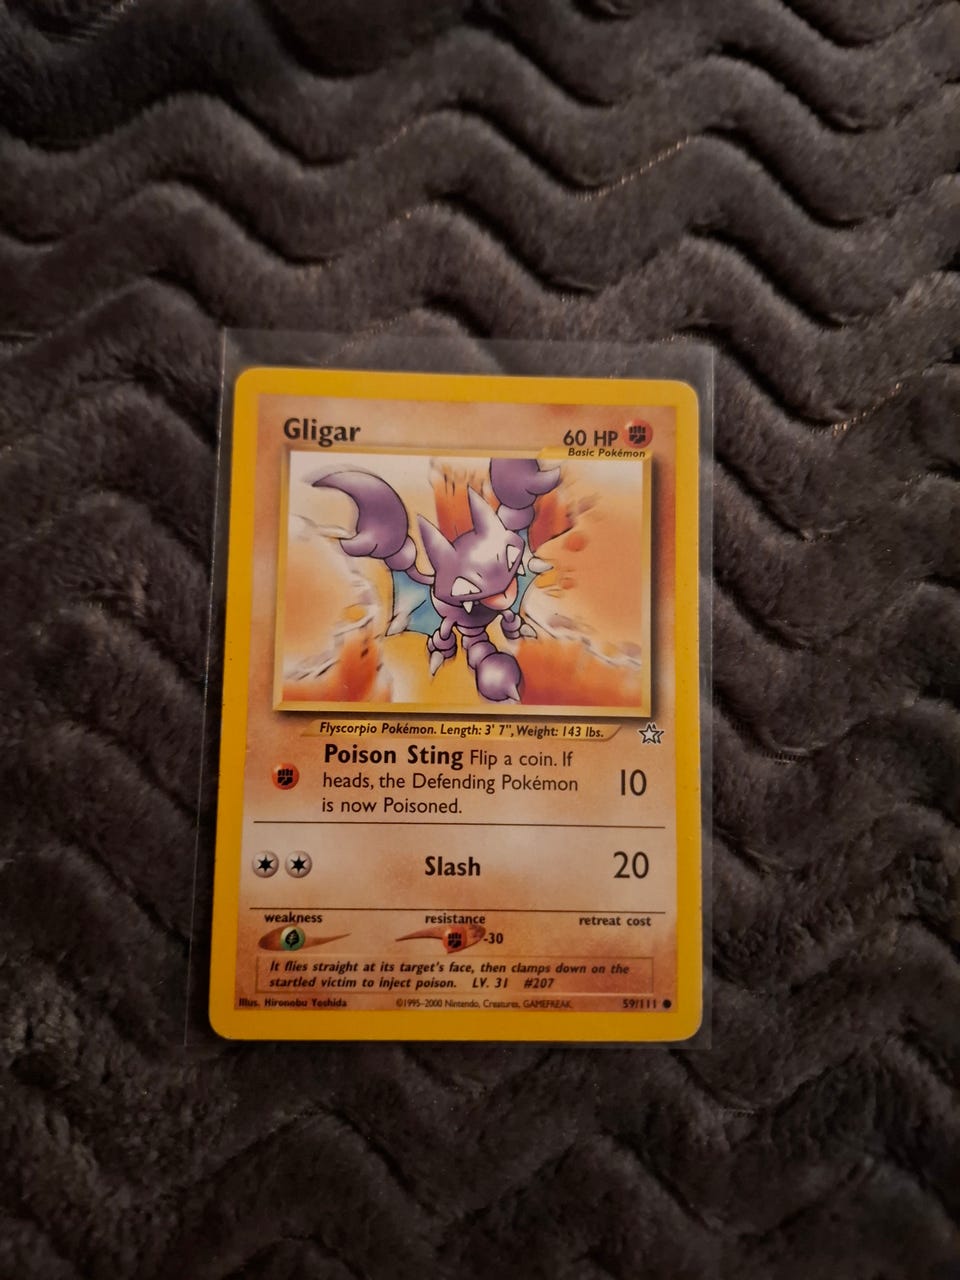 Gligar
60 HP
Basic Pokémon
Flyscorpio Pokémon. Length: 3' 7", Weight: 143 lbs.
Poison Sting Flip a coin. If
heads, the Defending Pokémon
is now Poisoned.
10
Slash
20
weakness
resistance
retreat cost
-30
It flies straight at its target's face, then clamps down on the
startled victim to inject poison. LV. 31 #207
Illus. Hironobu Yoshida
©1995-2000 Nintendo, Creatures, GAMEFREAK.
59/111